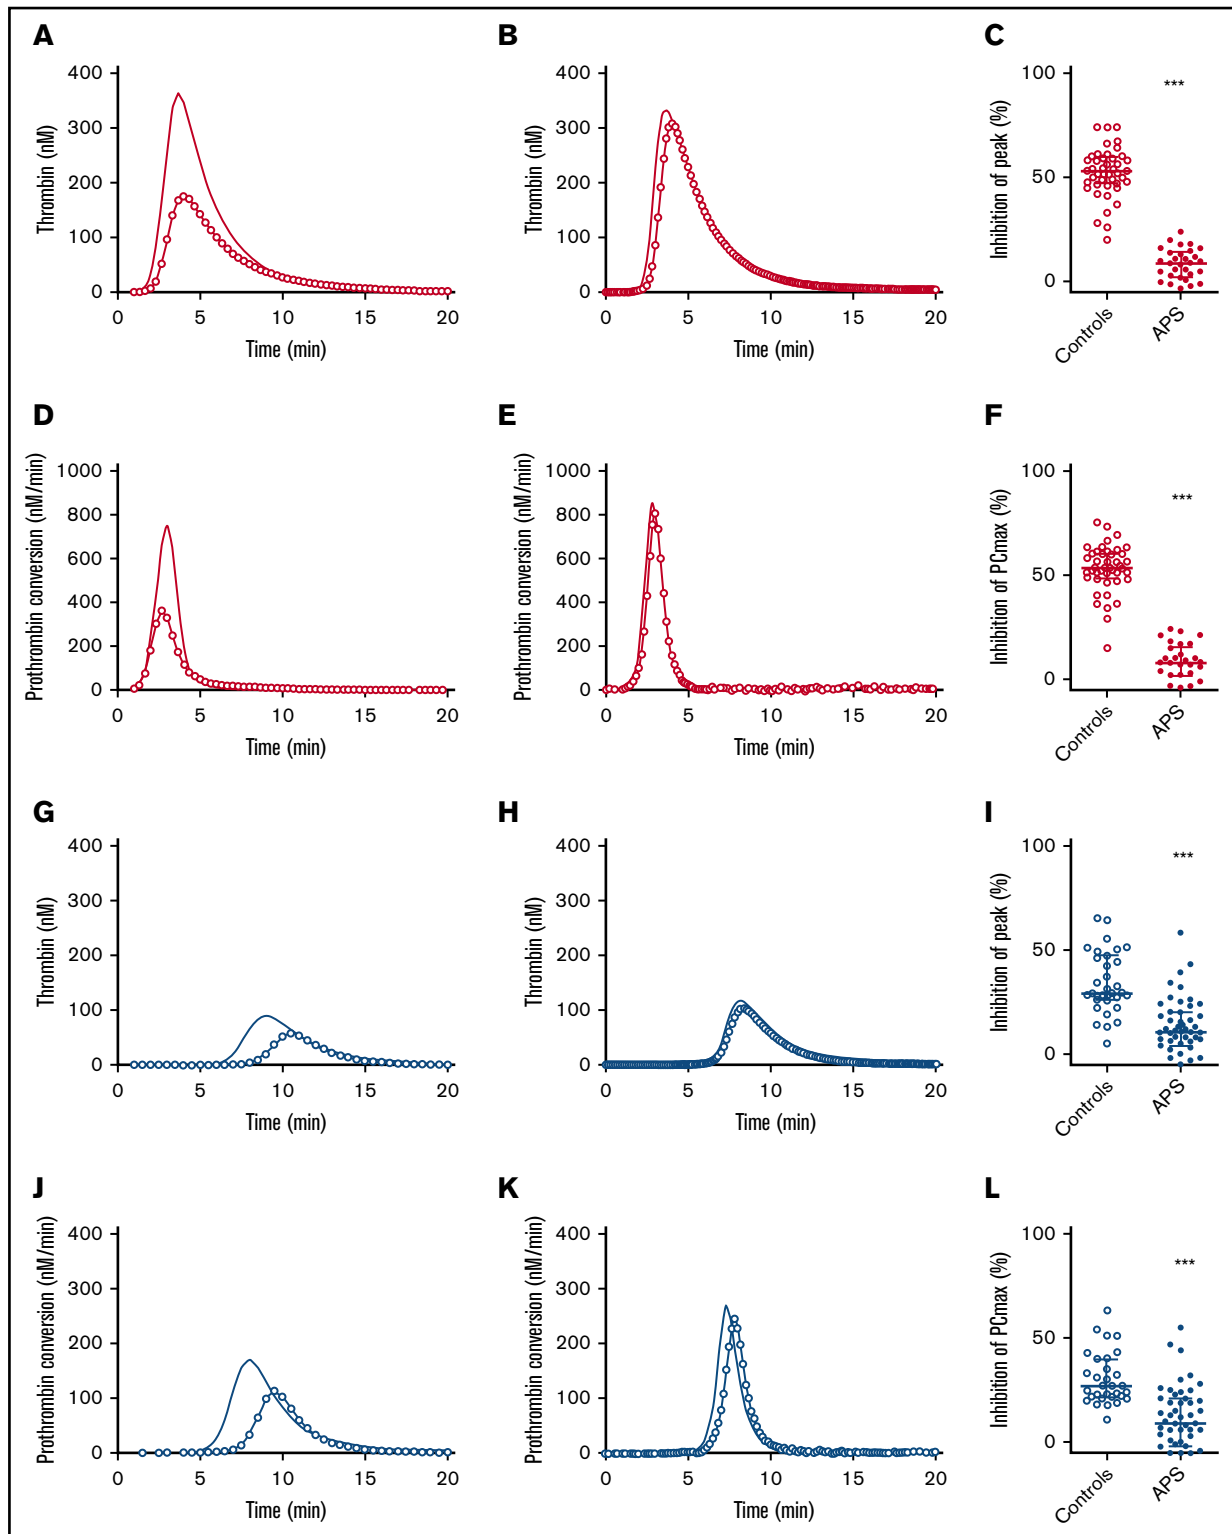 A
B
C
Thrombin (nM)
400
300
200
100
0
0 5 10 15 20
Time (min)
Thrombin (nM)
400
300
200
100
0
0 5 10 15 20
Time (min)
Inhibition of peak (%)
100
50
0
***
Controls
APS
D
E
F
Prothrombin conversion (nM/min)
1000
800
600
400
200
0
0 5 10 15 20
Time (min)
Prothrombin conversion (nM/min)
1000
800
600
400
200
0
0 5 10 15 20
Time (min)
Inhibition of PCmax (%)
100
50
0
***
Controls
APS
G
H
I
Thrombin (nM)
400
300
200
100
0
0 5 10 15 20
Time (min)
Thrombin (nM)
400
300
200
100
0
0 5 10 15 20
Time (min)
Inhibition of peak (%)
100
50
0
***
Controls
APS
J
K
L
Prothrombin conversion (nM/min)
400
300
200
100
0
0 5 10 15 20
Time (min)
Prothrombin conversion (nM/min)
400
300
200
100
0
0 5 10 15 20
Time (min)
Inhibition of PCmax (%)
100
50
0
***
Controls
APS